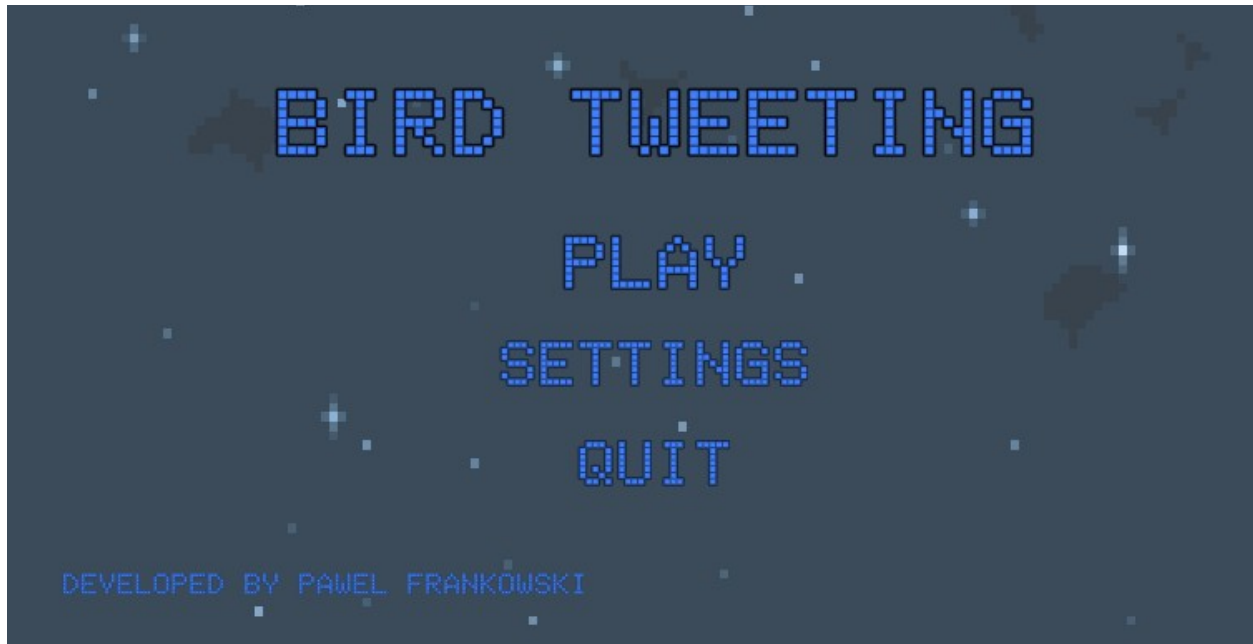 BIRD TWEETING
PLAY
SETTINGS
QUIT
DEVELOPED BY PAWEL FRANKOWSKI